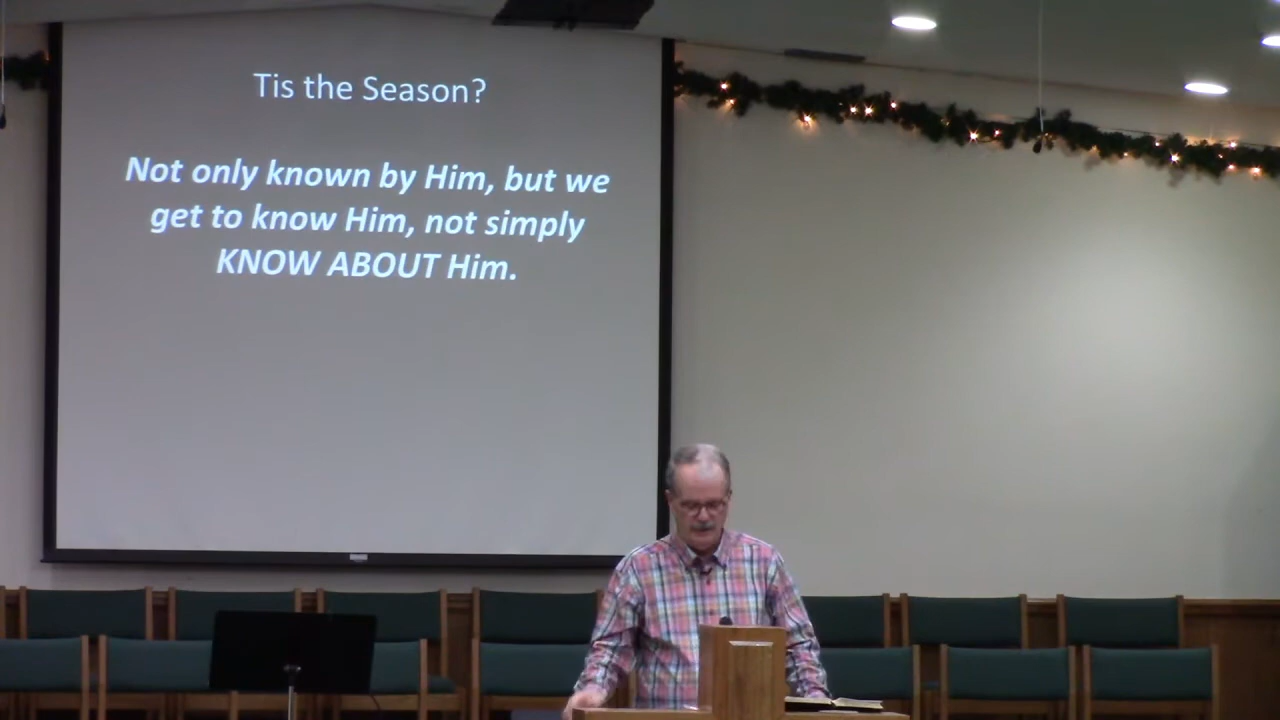 Tis the Season?
Not only known by Him, but we
get to know Him, not simply
KNOW ABOUT Him.